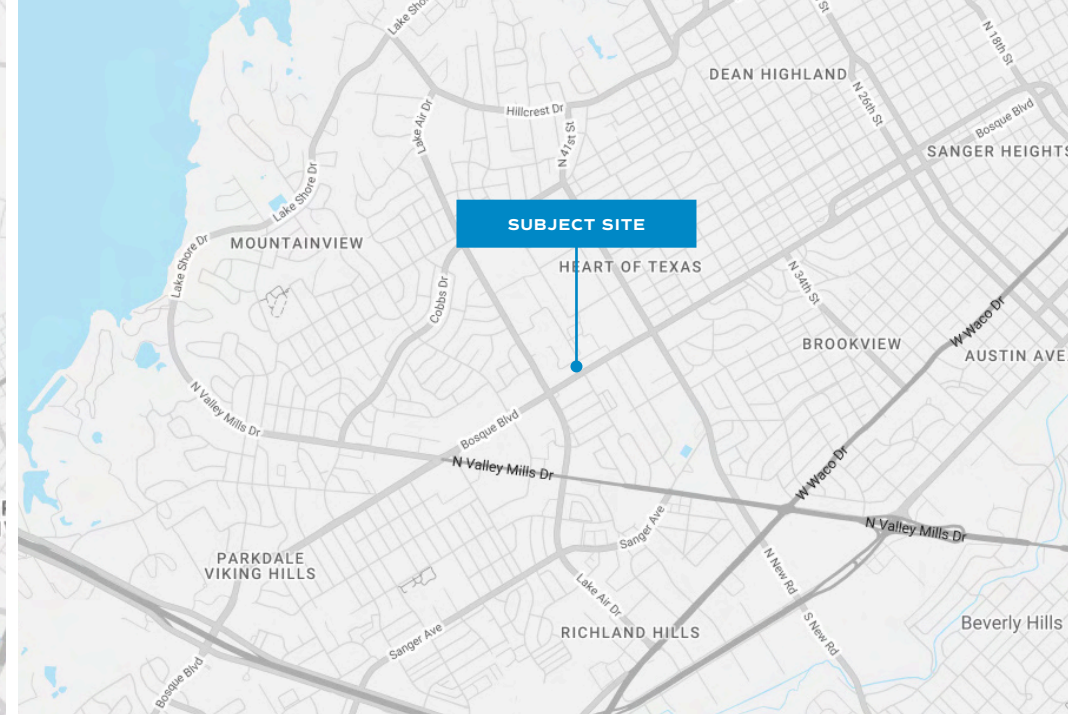 Lake Sho
St
N 18th St
DEAN HIGHLAND
N 26th St
Lake Air Dr
Hillcrest Dr
Bosque Blvd
N 41st St
SANGER HEIGHTS
Lake Shore Dr
SUBJECT SITE
Lake Shore Dr
MOUNTAINVIEW
HEART OF TEXAS
N 34th St
Cobbs Dr
W Waco Dr
BROOKVIEW
AUSTIN AVE
N Valley Mills Dr
Bosque Blvd
N Valley Mills Dr
W Waco Dr
N Valley Mills Dr
Sanger Ave
PARKDALE
VIKING HILLS
N New Rd
Lake Air Dr
Beverly Hills
RICHLAND HILLS
S New Rd
Sanger Ave
Bosque Blvd